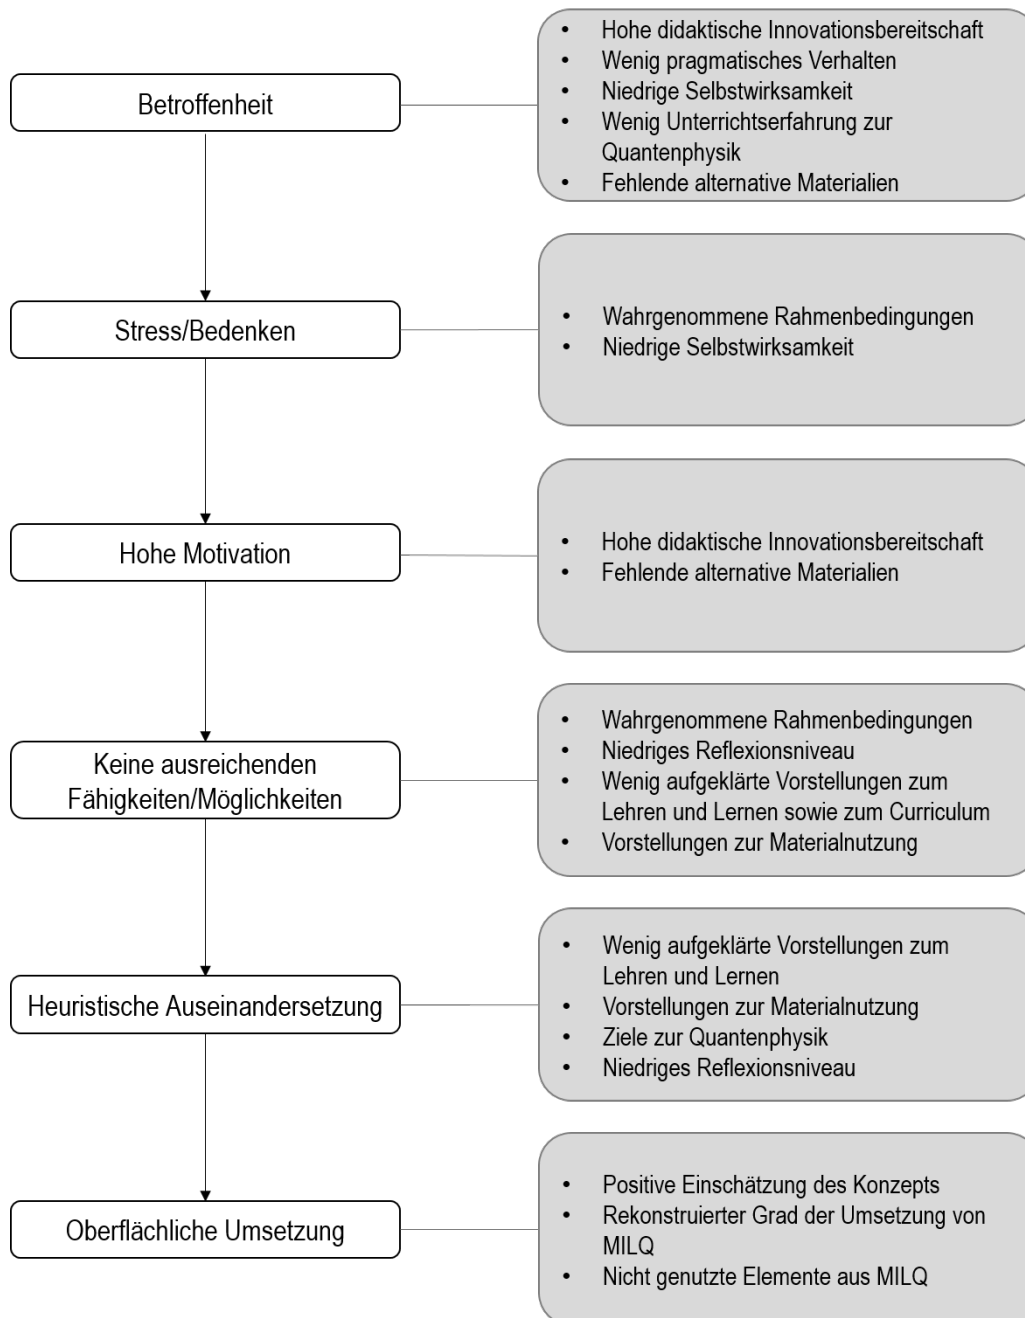 Betroffenheit
• Hohe didaktische Innovationsbereitschaft
• Wenig pragmatisches Verhalten
• Niedrige Selbstwirksamkeit
• Wenig Unterrichtserfahrung zur
Quantenphysik
• Fehlende alternative Materialien
Stress/Bedenken
• Wahrgenommene Rahmenbedingungen
• Niedrige Selbstwirksamkeit
Hohe Motivation
• Hohe didaktische Innovationsbereitschaft
• Fehlende alternative Materialien
Keine ausreichenden
Fähigkeiten/Möglichkeiten
• Wahrgenommene Rahmenbedingungen
• Niedriges Reflexionsniveau
• Wenig aufgeklärte Vorstellungen zum
Lehren und Lernen sowie zum Curriculum
• Vorstellungen zur Materialnutzung
Heuristische Auseinandersetzung
• Wenig aufgeklärte Vorstellungen zum
Lehren und Lernen
• Vorstellungen zur Materialnutzung
• Ziele zur Quantenphysik
• Niedriges Reflexionsniveau
Oberflächliche Umsetzung
• Positive Einschätzung des Konzepts
• Rekonstruierter Grad der Umsetzung von
MILQ
• Nicht genutzte Elemente aus MILQ